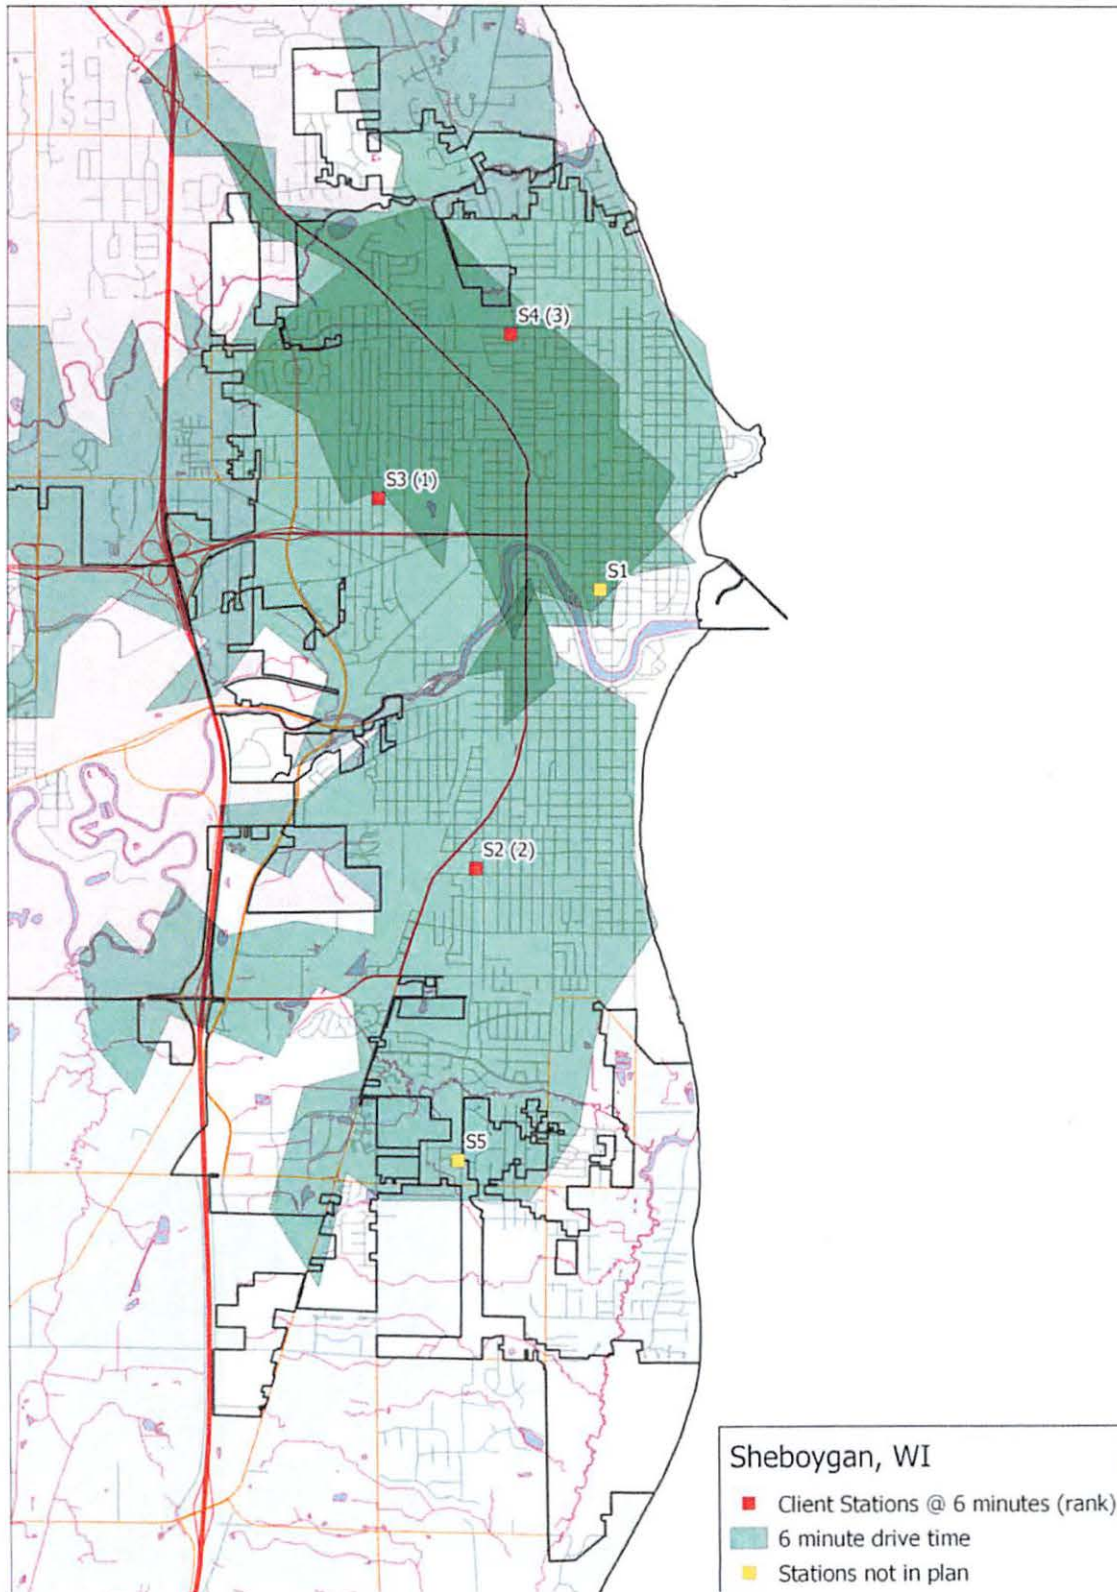 S4 (3)
S3 (1)
S1
S2 (2)
S5
Sheboygan, WI
Client Stations @ 6 minutes (rank)
6 minute drive time
Stations not in plan